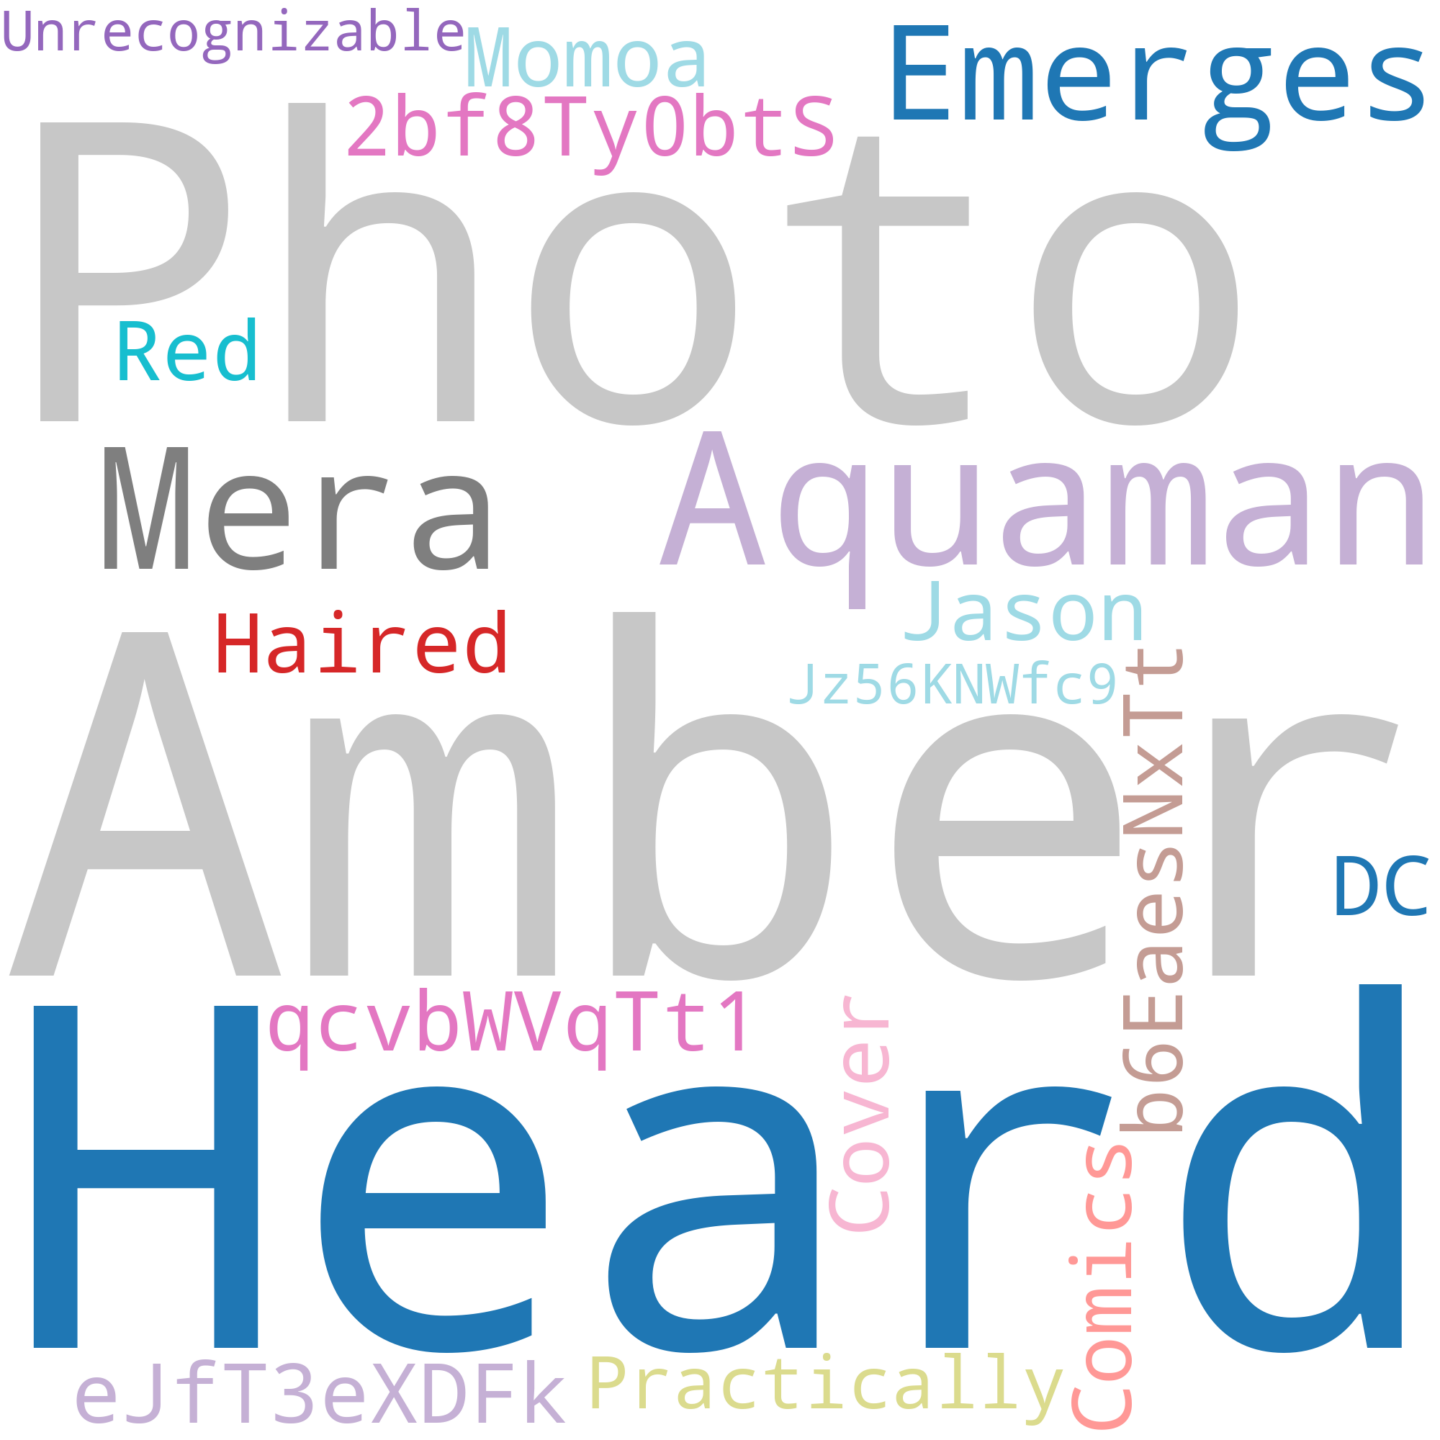 Unrecognizable
Momoa
Emerges
2bf8TyObtS
Photo
Red
Mera
Aquaman
Haired
Jason
Jz56KNWfc9
b6EaesNxTt
Amber
DC
qcvbWVqTt1
Cover
Heard
Comics
eJfT3eXDFk
Practically